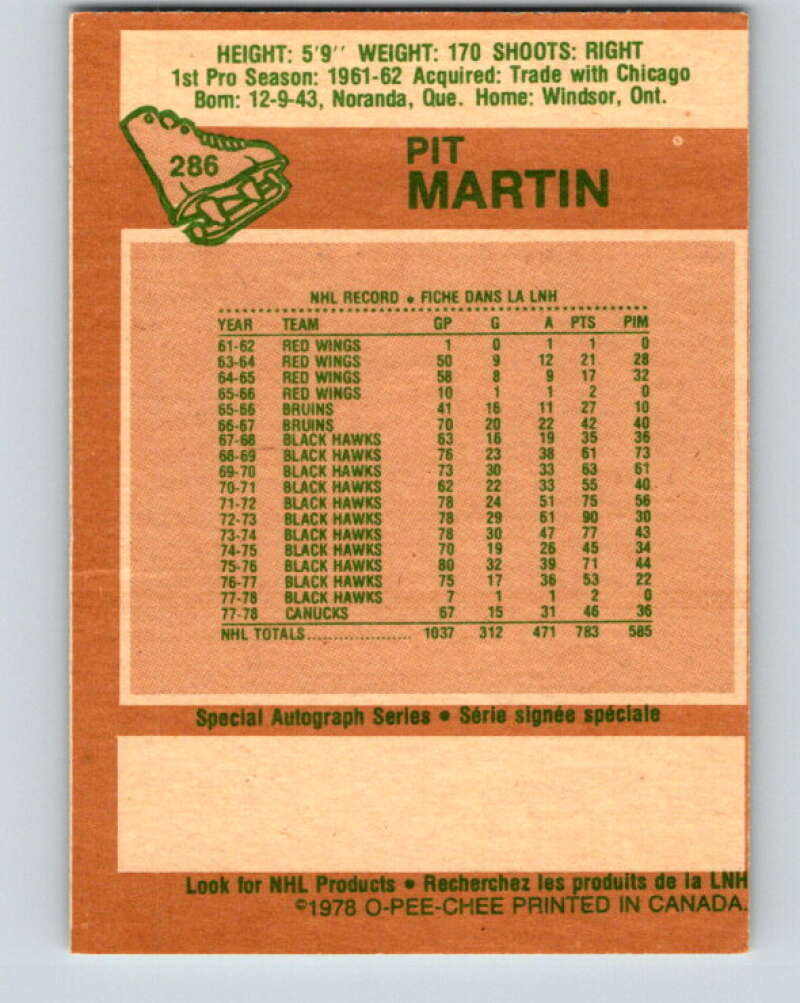 HEIGHT: 5'9'' WEIGHT: 170 SHOOTS: RIGHT
1st Pro Season: 1961-62 Acquired: Trade with Chicago
Born: 12-9-43, Noranda, Que. Home: Windsor, Ont.
286
PIT
MARTIN
NHL RECORD • FICHE DANS LA LNH
YEAR TEAM GP G A PTS PIM
61-62 RED WINGS 1 0 1 1 0
63-64 RED WINGS 50 9 12 21 28
64-65 RED WINGS 58 8 9 17 32
65-66 RED WINGS 10 1 1 2 0
65-66 BRUINS 41 16 11 27 10
66-67 BRUINS 70 20 22 42 40
67-68 BLACK HAWKS 63 16 19 35 36
68-69 BLACK HAWKS 76 23 38 61 73
69-70 BLACK HAWKS 73 30 33 63 61
70-71 BLACK HAWKS 62 22 33 55 40
71-72 BLACK HAWKS 78 24 51 75 56
72-73 BLACK HAWKS 78 29 61 90 30
73-74 BLACK HAWKS 78 30 47 77 43
74-75 BLACK HAWKS 70 19 26 45 34
75-76 BLACK HAWKS 80 32 39 71 44
76-77 BLACK HAWKS 75 17 36 53 22
77-78 BLACK HAWKS 7 1 1 2 0
77-78 CANUCKS 67 15 31 46 36
NHL TOTALS.................... 1037 312 471 783 585
Special Autograph Series • Série signée spéciale
Look for NHL Products • Recherchez les produits de la LNH
©1978 O-PEE-CHEE PRINTED IN CANADA.